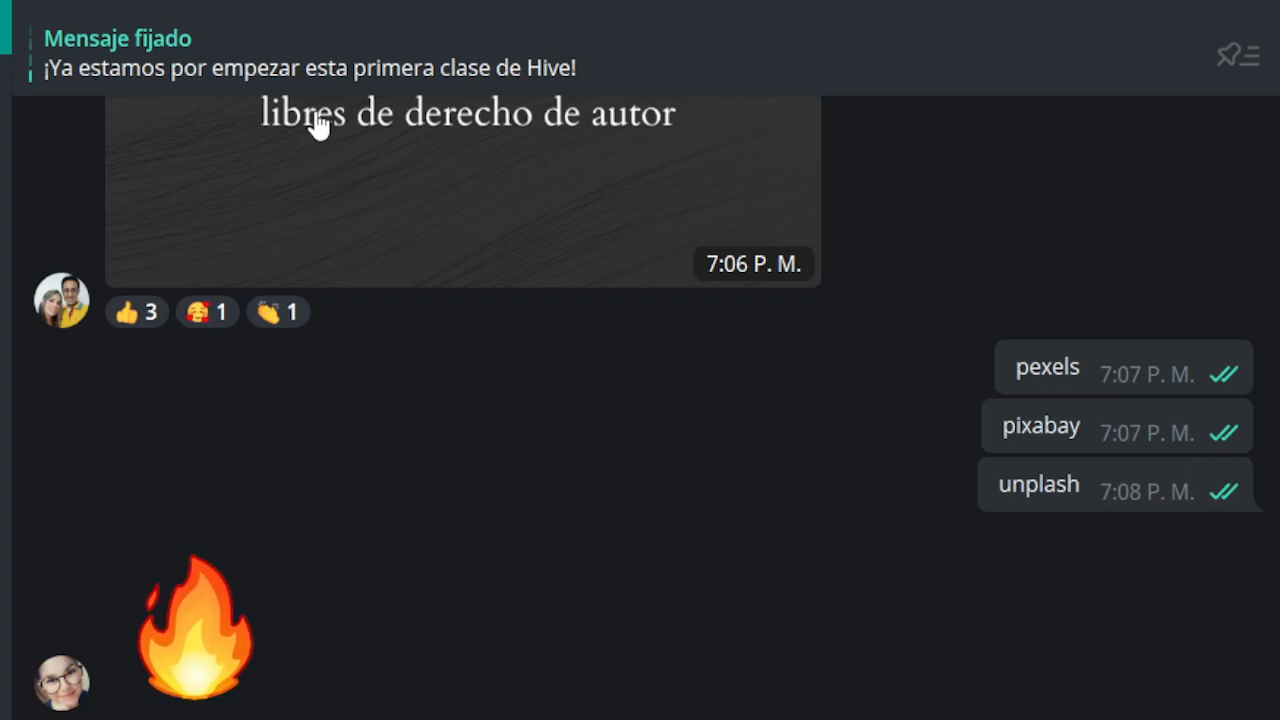 Mensaje fijado
¡Ya estamos por empezar esta primera clase de Hive!
libres de derecho de autor
7:06 P. M.
3 1 1
pexels 7:07 P. M.
pixabay 7:07 P. M.
unplash 7:08 P. M.